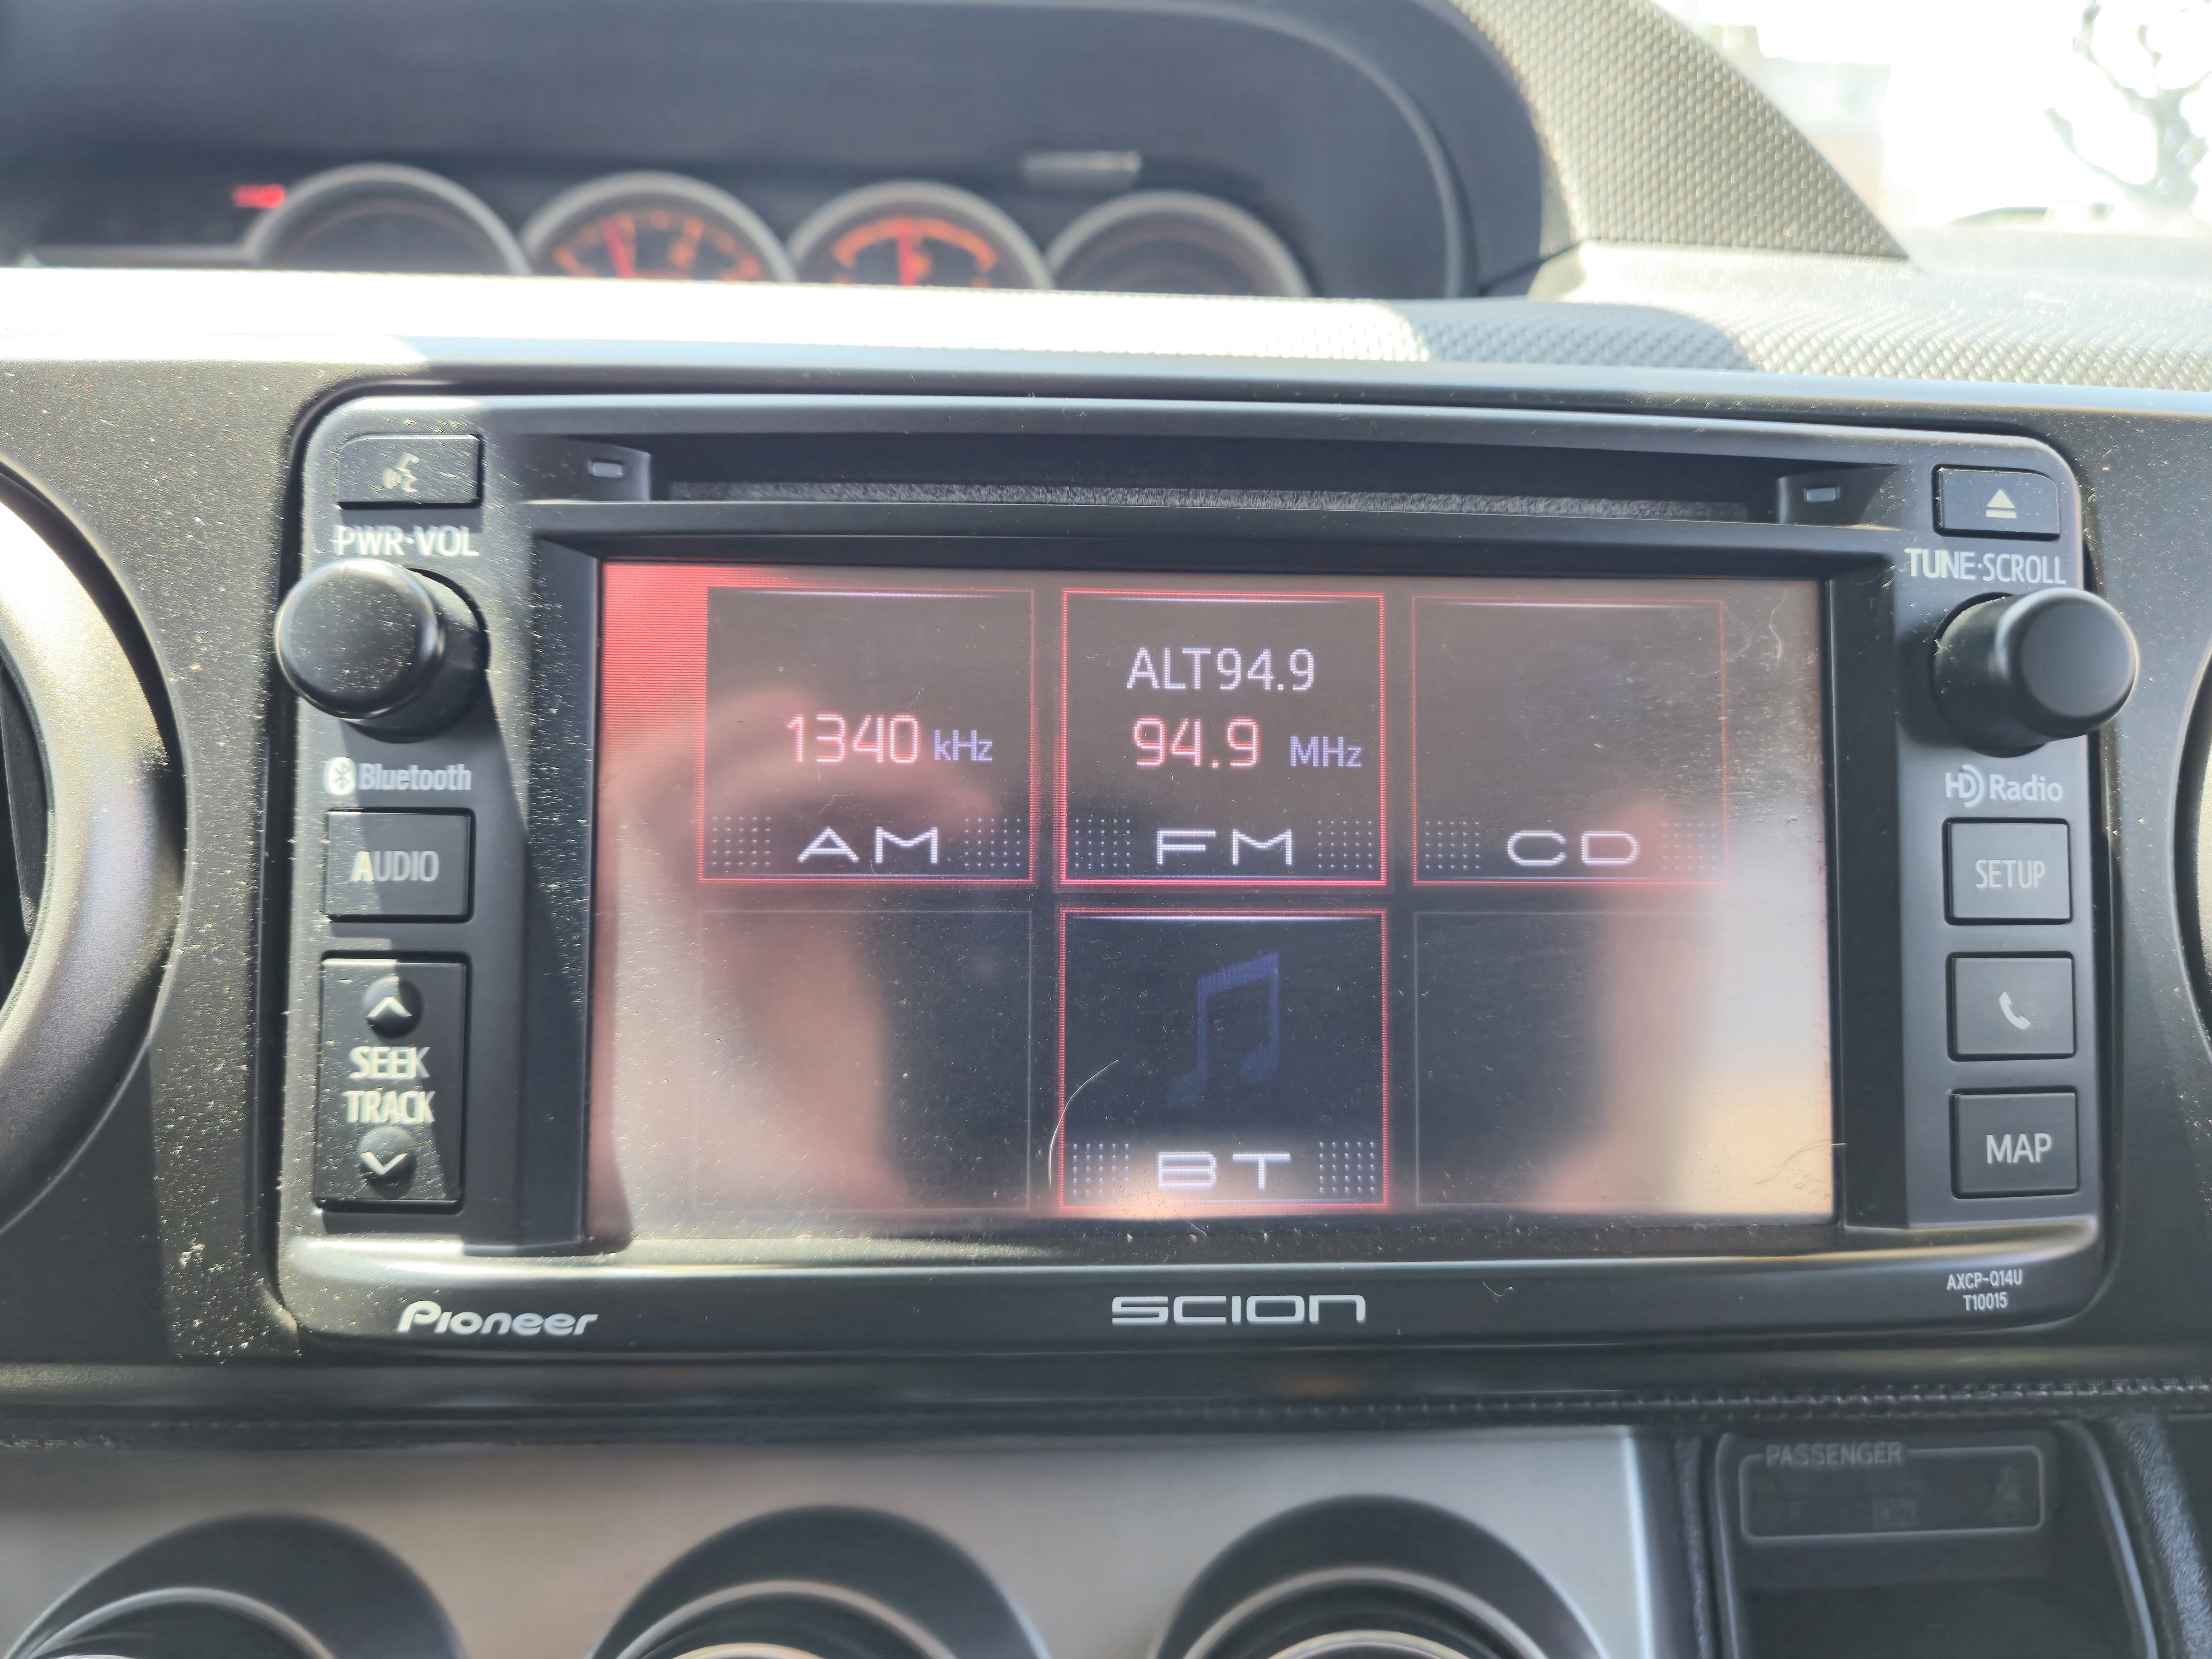 PWR·VOL
TUNE·SCROLL
Bluetooth
HD Radio
AUDIO
SETUP
SEEK
TRACK
MAP
ALT94.9
1340 kHz
94.9 MHz
AM
FM
CD
BT
Pioneer
SCION
AXCP-Q14U
T10015
PASSENGER